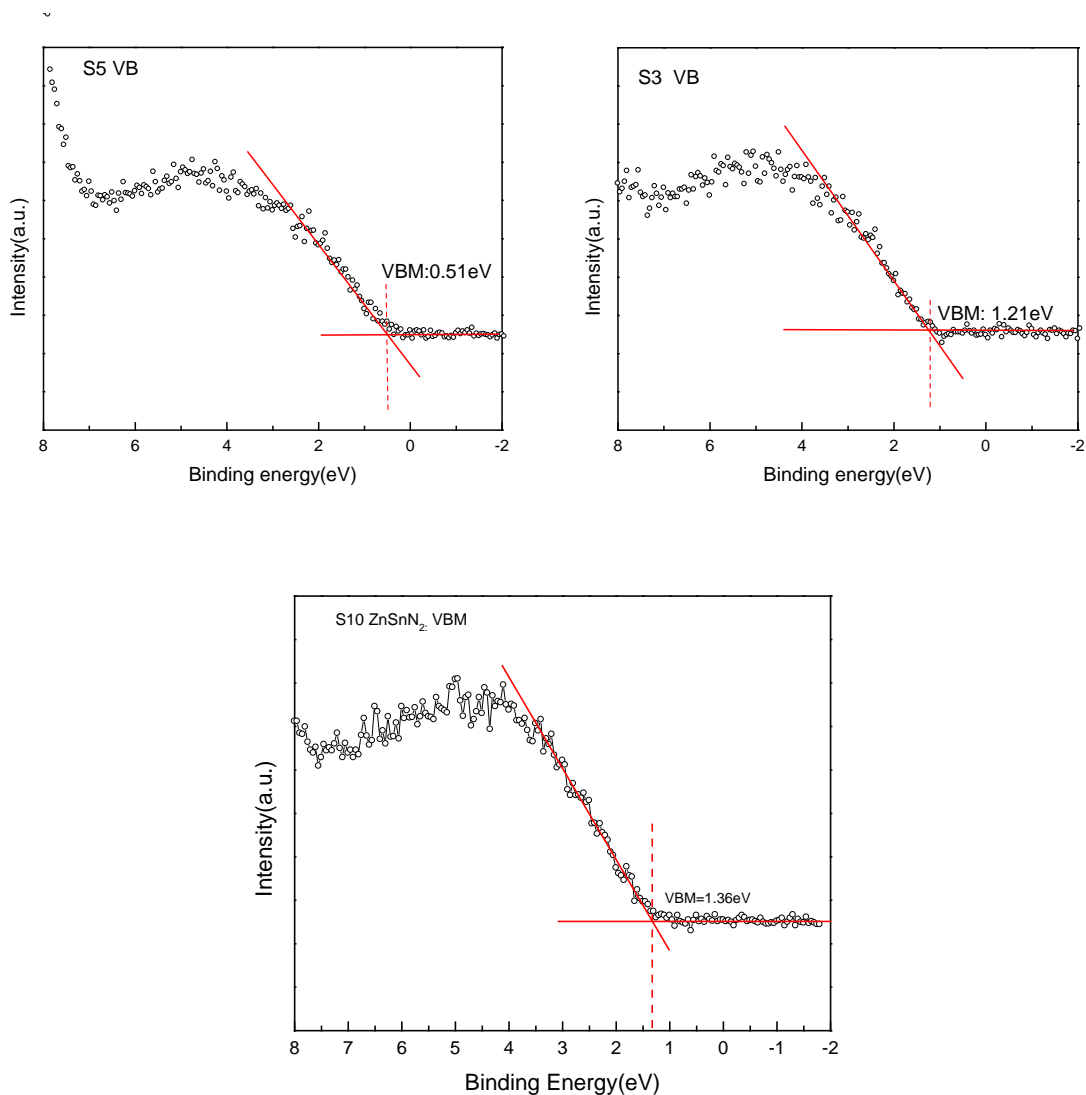 S5 VB
VBM:0.51eV
Intensity(a.u.)
8 6 4 2 0 -2
Binding energy(eV)
S3 VB
VBM: 1.21eV
Intensity(a.u.)
8 6 4 2 0 -2
Binding energy(eV)
S10 ZnSnN2: VBM
VBM=1.36eV
Intensity(a.u.)
8 7 6 5 4 3 2 1 0 -1 -2
Binding Energy(eV)